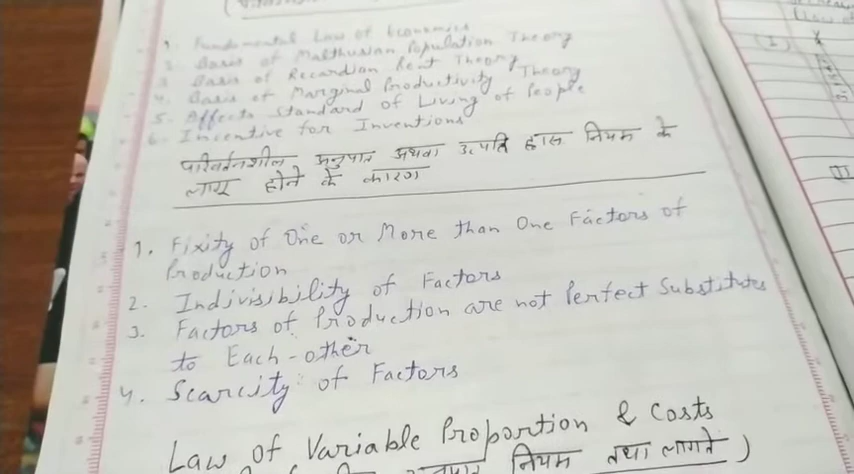 1. Fundamental Law of Economics
2. Basis of Malthusian Population Theory
3. Basis of Recardian Rent Theory
4. Basis of Marginal Productivity Theory
5. Affects Standard of Living of People
6. Incentive for Inventions
परिवर्तनशील अनुपात अथवा उत्पत्ति ह्रास नियम के
लागू होने के कारण
1. Fixity of One or More than One Factors of
Production
2. Indivisibility of Factors
3. Factors of Production are not Perfect Substitutes
to Each-other
4. Scarcity of Factors
Law of Variable Proportion & Costs
नियम तथा लागतें )